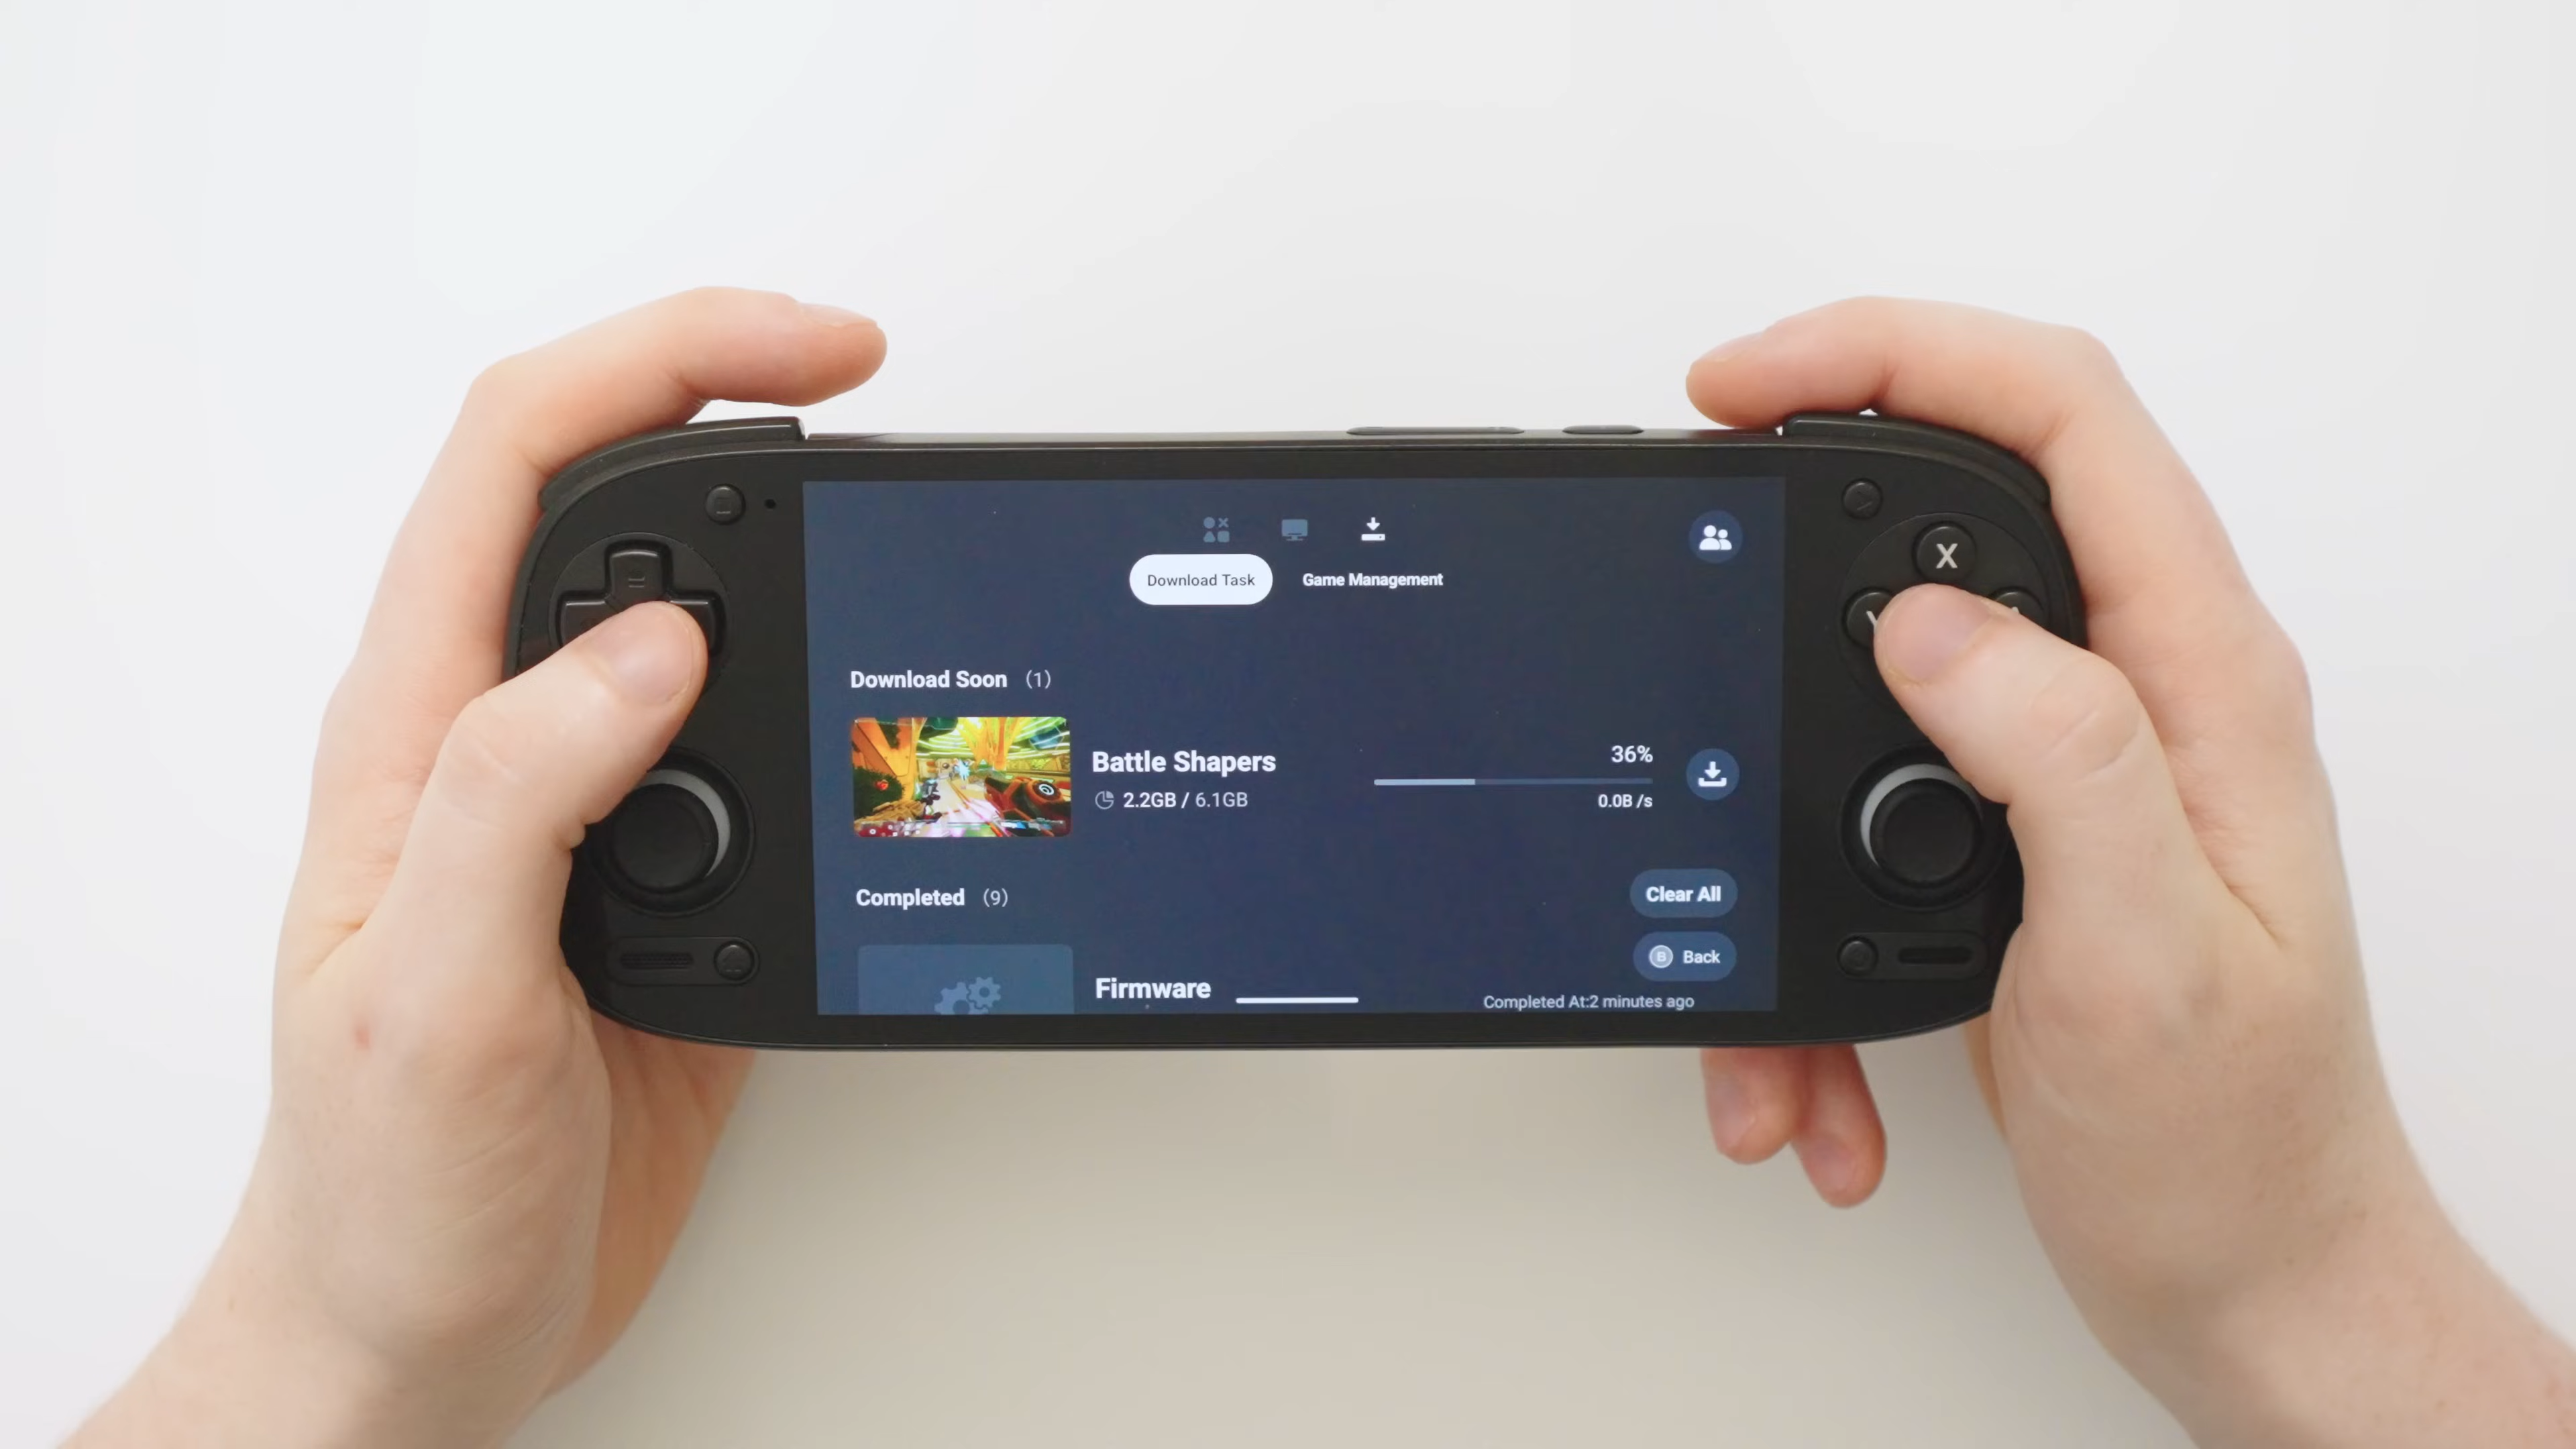 Download Task
Game Management
X
Y
Download Soon (1)
Battle Shapers
36%
2.2GB / 6.1GB
0.0B /s
Completed (9)
Clear All
B Back
Firmware
Completed At:2 minutes ago